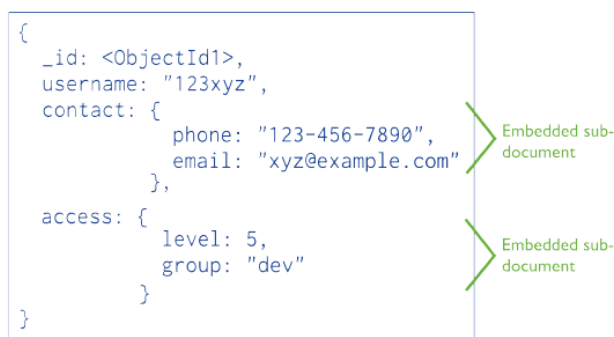 {
_id: <ObjectId1>,
username: "123xyz",
contact: {
phone: "123-456-7890",
email: "xyz@example.com"
},
access: {
level: 5,
group: "dev"
}
}
Embedded sub-
document
Embedded sub-
document